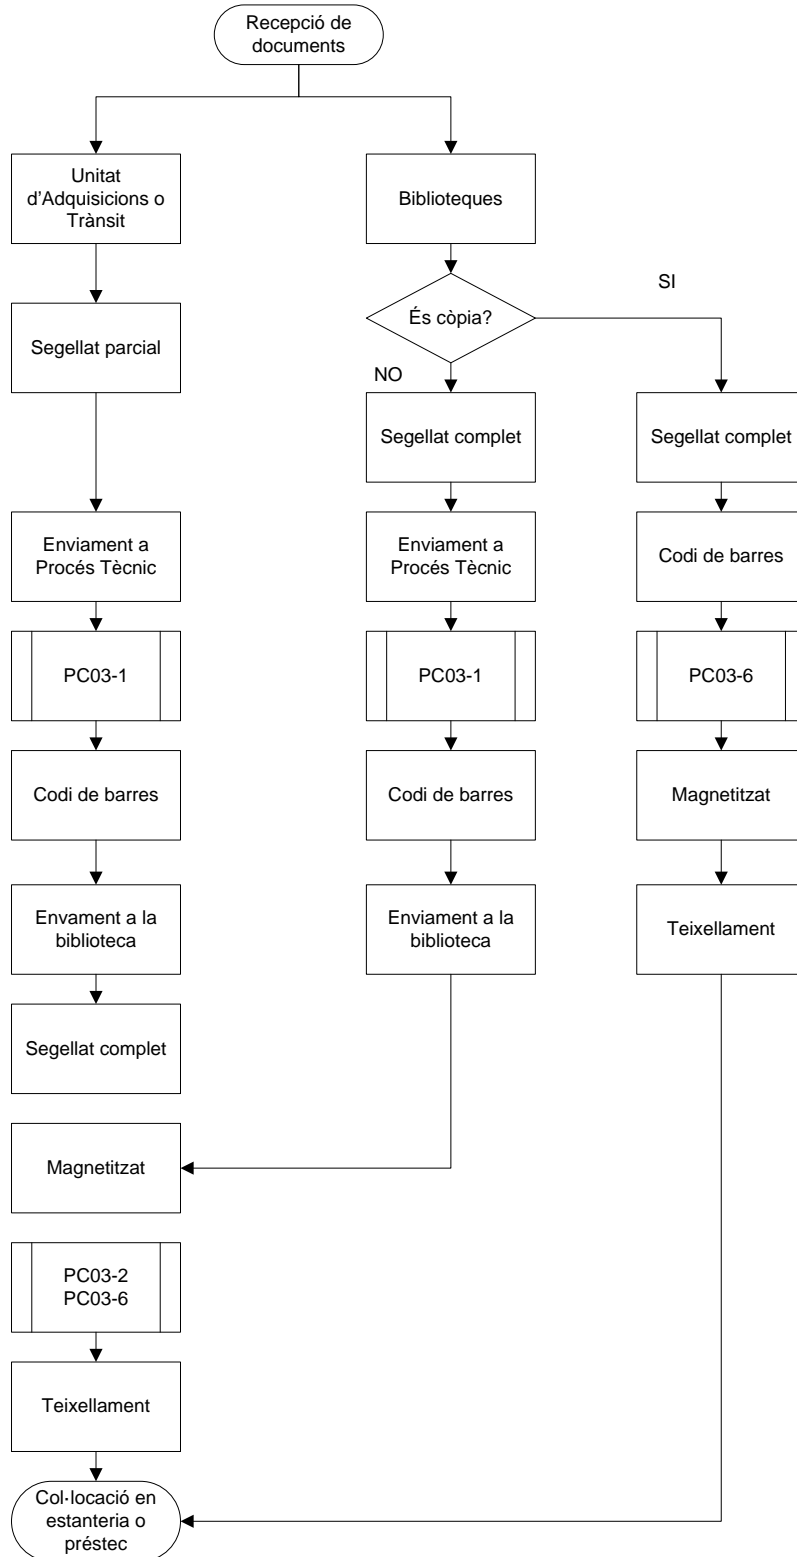 Recepció de
documents
Unitat
d'Adquisicions o
Trànsit
Biblioteques
SI
És còpia?
Segellat parcial
NO
Segellat complet
Segellat complet
Enviament a
Procés Tècnic
Enviament a
Procés Tècnic
Codi de barres
PC03-1
PC03-1
PC03-6
Codi de barres
Codi de barres
Magnetitzat
Envament a la
biblioteca
Enviament a la
biblioteca
Teixellament
Segellat complet
Magnetitzat
PC03-2
PC03-6
Teixellament
Col·locació en
estanteria o
préstec